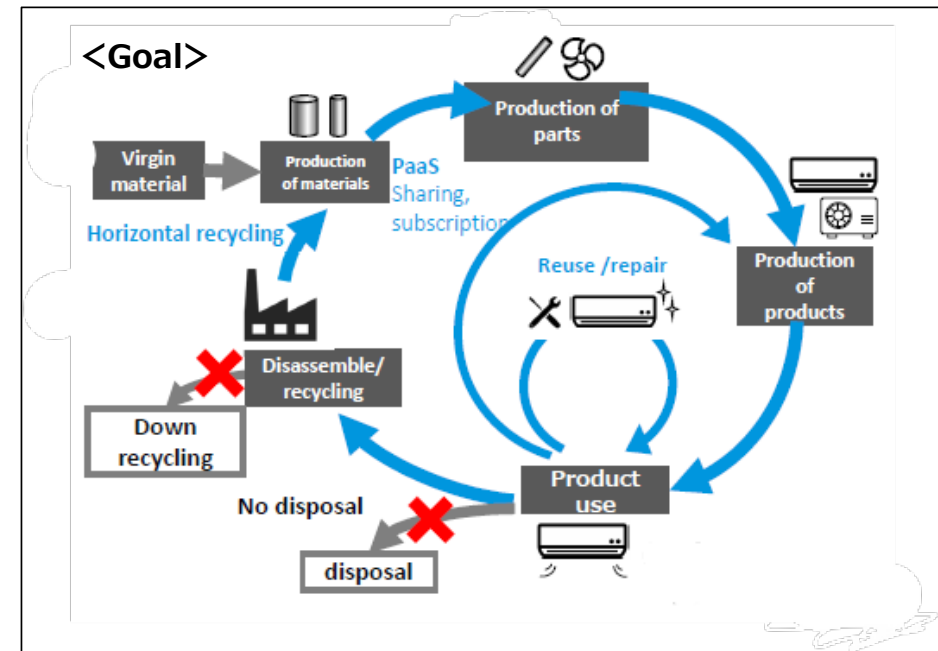 <Goal>
Production of
parts
Virgin
material
Production
of materials
PaaS
Sharing,
subscription
Horizontal recycling
Reuse /repair
Production
of
products
Disassemble/
recycling
Down
recycling
Product
use
No disposal
disposal